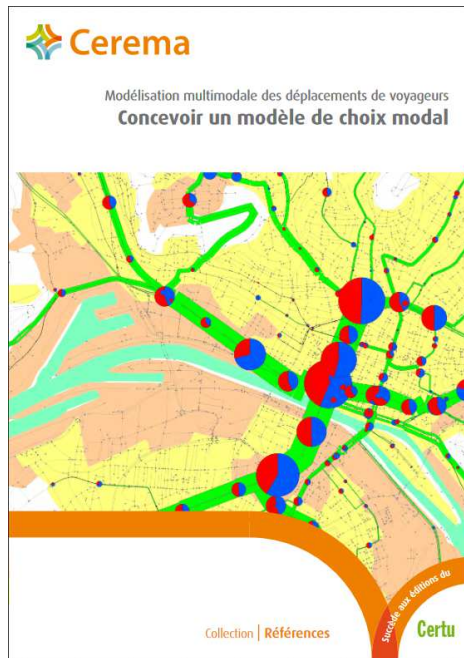 Cerema
Modélisation multimodale des déplacements de voyageurs
Concevoir un modèle de choix modal
Succède aux éditions du
Certu
Collection | Références